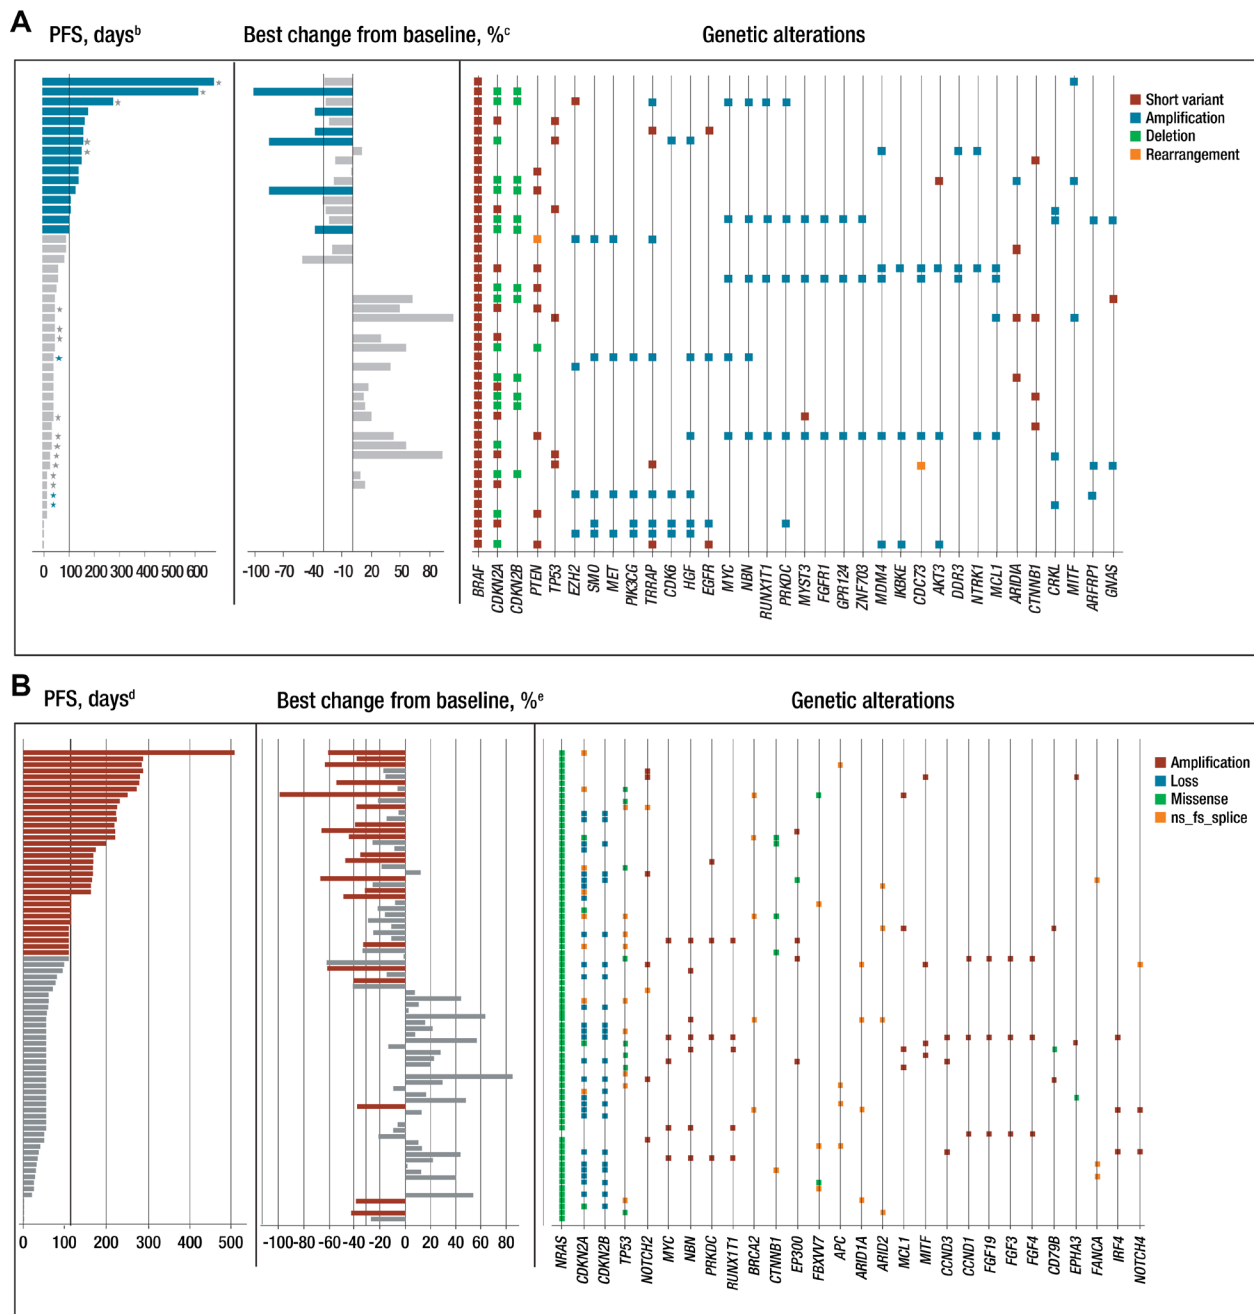 A
PFS, daysb
Best change from baseline, %c
Genetic alterations
Short variant
Amplification
Deletion
Rearrangement
0 100 200 300 400 500 600
-100 -70 -40 -10 20 50 80
BRAF CDKN2A CDKN2B PTEN TP53 EZH2 SMO MET PIK3CG TRRAP CDK6 HGF EGFR MYC NBN RUNX1T1 PRKDC MYST3 FGFR1 GPR124 ZNF703 MDM4 IKBKE CDC73 AKT3 DDR3 NTRK1 MCL1 ARIDIA CTNNB1 CRKL MITF ARFRP1 GNAS
B
PFS, daysd
Best change from baseline, %e
Genetic alterations
Amplification
Loss
Missense
ns_fs_splice
0 100 200 300 400 500
-100 -80 -60 -40 -20 0 20 40 60 80
NRAS CDKN2A CDKN2B TP53 NOTCH2 MYC NBN PRKDC RUNX1T1 BRCA2 CTNNB1 EP300 FBXW7 APC ARID1A ARID2 MCL1 MITF CCND3 CCND1 FGF19 FGF3 FGF4 CD79B EPHA3 FANCA IRF4 NOTCH4